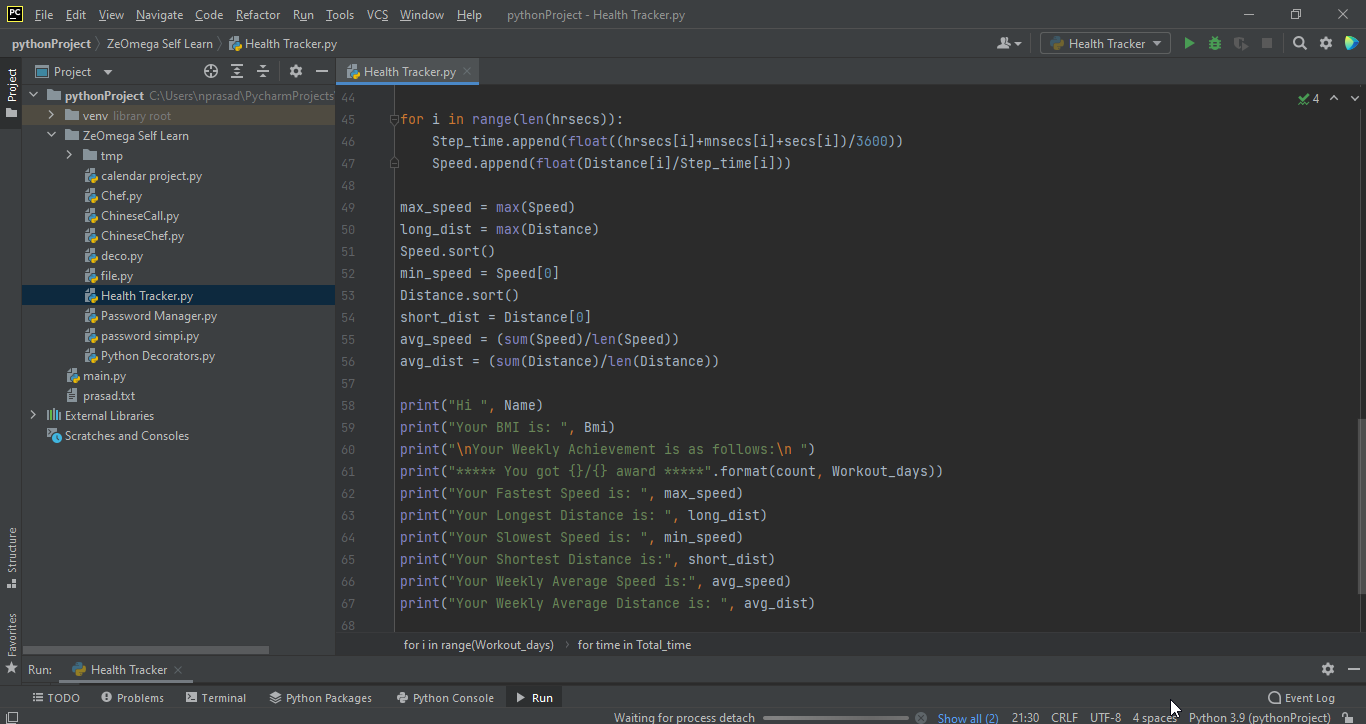 PC File Edit View Navigate Code Refactor Run Tools VCS Window Help pythonProject - Health Tracker.py
pythonProject ZeOmega Self Learn Health Tracker.py Health Tracker
Project Project Health Tracker.py
pythonProject C:\Users\nprasad\PycharmProjects
venv library root
ZeOmega Self Learn
tmp
calendar project.py
Chef.py
ChineseCall.py
ChineseChef.py
deco.py
file.py
Health Tracker.py
Password Manager.py
password simpi.py
Python Decorators.py
main.py
prasad.txt
External Libraries
Scratches and Consoles
Structure
Favorites
4
44
45 for i in range(len(hrsecs)):
46 Step_time.append(float((hrsecs[i]+mnsecs[i]+secs[i])/3600))
47 Speed.append(float(Distance[i]/Step_time[i]))
48
49 max_speed = max(Speed)
50 long_dist = max(Distance)
51 Speed.sort()
52 min_speed = Speed[0]
53 Distance.sort()
54 short_dist = Distance[0]
55 avg_speed = (sum(Speed)/len(Speed))
56 avg_dist = (sum(Distance)/len(Distance))
57
58 print("Hi ", Name)
59 print("Your BMI is: ", Bmi)
60 print("\nYour Weekly Achievement is as follows:\n ")
61 print("***** You got {}/{} award *****".format(count, Workout_days))
62 print("Your Fastest Speed is: ", max_speed)
63 print("Your Longest Distance is: ", long_dist)
64 print("Your Slowest Speed is: ", min_speed)
65 print("Your Shortest Distance is:", short_dist)
66 print("Your Weekly Average Speed is:", avg_speed)
67 print("Your Weekly Average Distance is: ", avg_dist)
68
for i in range(Workout_days) for time in Total_time
Run: Health Tracker
TODO Problems Terminal Python Packages Python Console Run Event Log
Waiting for process detach Show all (2) 21:30 CRLF UTF-8 4 spaces Python 3.9 (pythonProject)